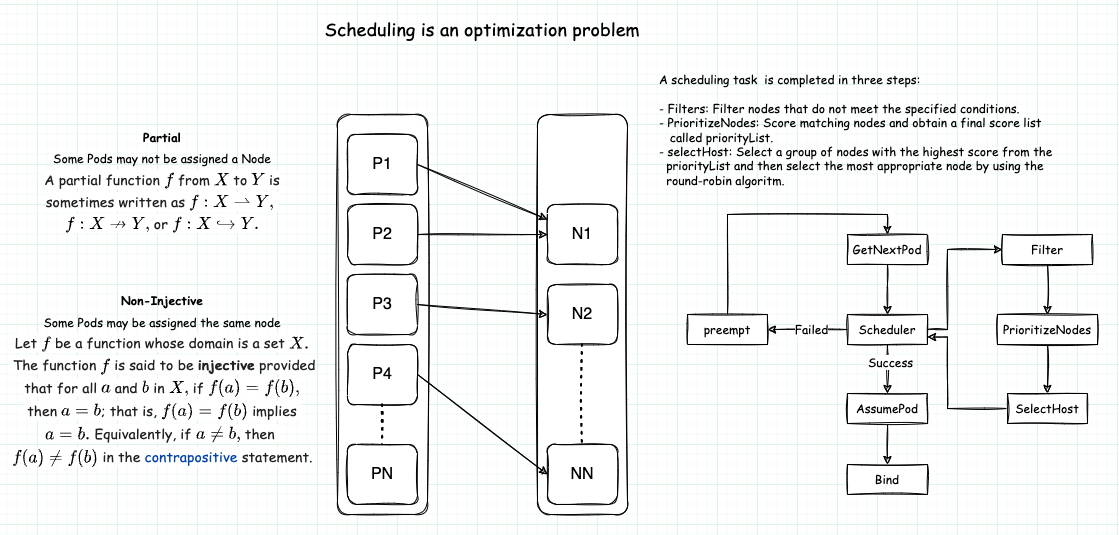 Scheduling is an optimization problem
Partial
Some Pods may not be assigned a Node
A partial function f from X to Y is
sometimes written as f : X ⇀ Y,
f : X ↛ Y, or f : X ↪ Y.
Non-Injective
Some Pods may be assigned the same node
Let f be a function whose domain is a set X.
The function f is said to be injective provided
that for all a and b in X, if f(a) = f(b),
then a = b; that is, f(a) = f(b) implies
a = b. Equivalently, if a ≠ b, then
f(a) ≠ f(b) in the contrapositive statement.
P1
P2
P3
P4
PN
N1
N2
NN
A scheduling task is completed in three steps:
- Filters: Filter nodes that do not meet the specified conditions.
- PrioritizeNodes: Score matching nodes and obtain a final score list
called priorityList.
- selectHost: Select a group of nodes with the highest score from the
priorityList and then select the most appropriate node by using the
round-robin algoritm.
GetNextPod
Filter
preempt
Failed
Scheduler
PrioritizeNodes
Success
AssumePod
SelectHost
Bind